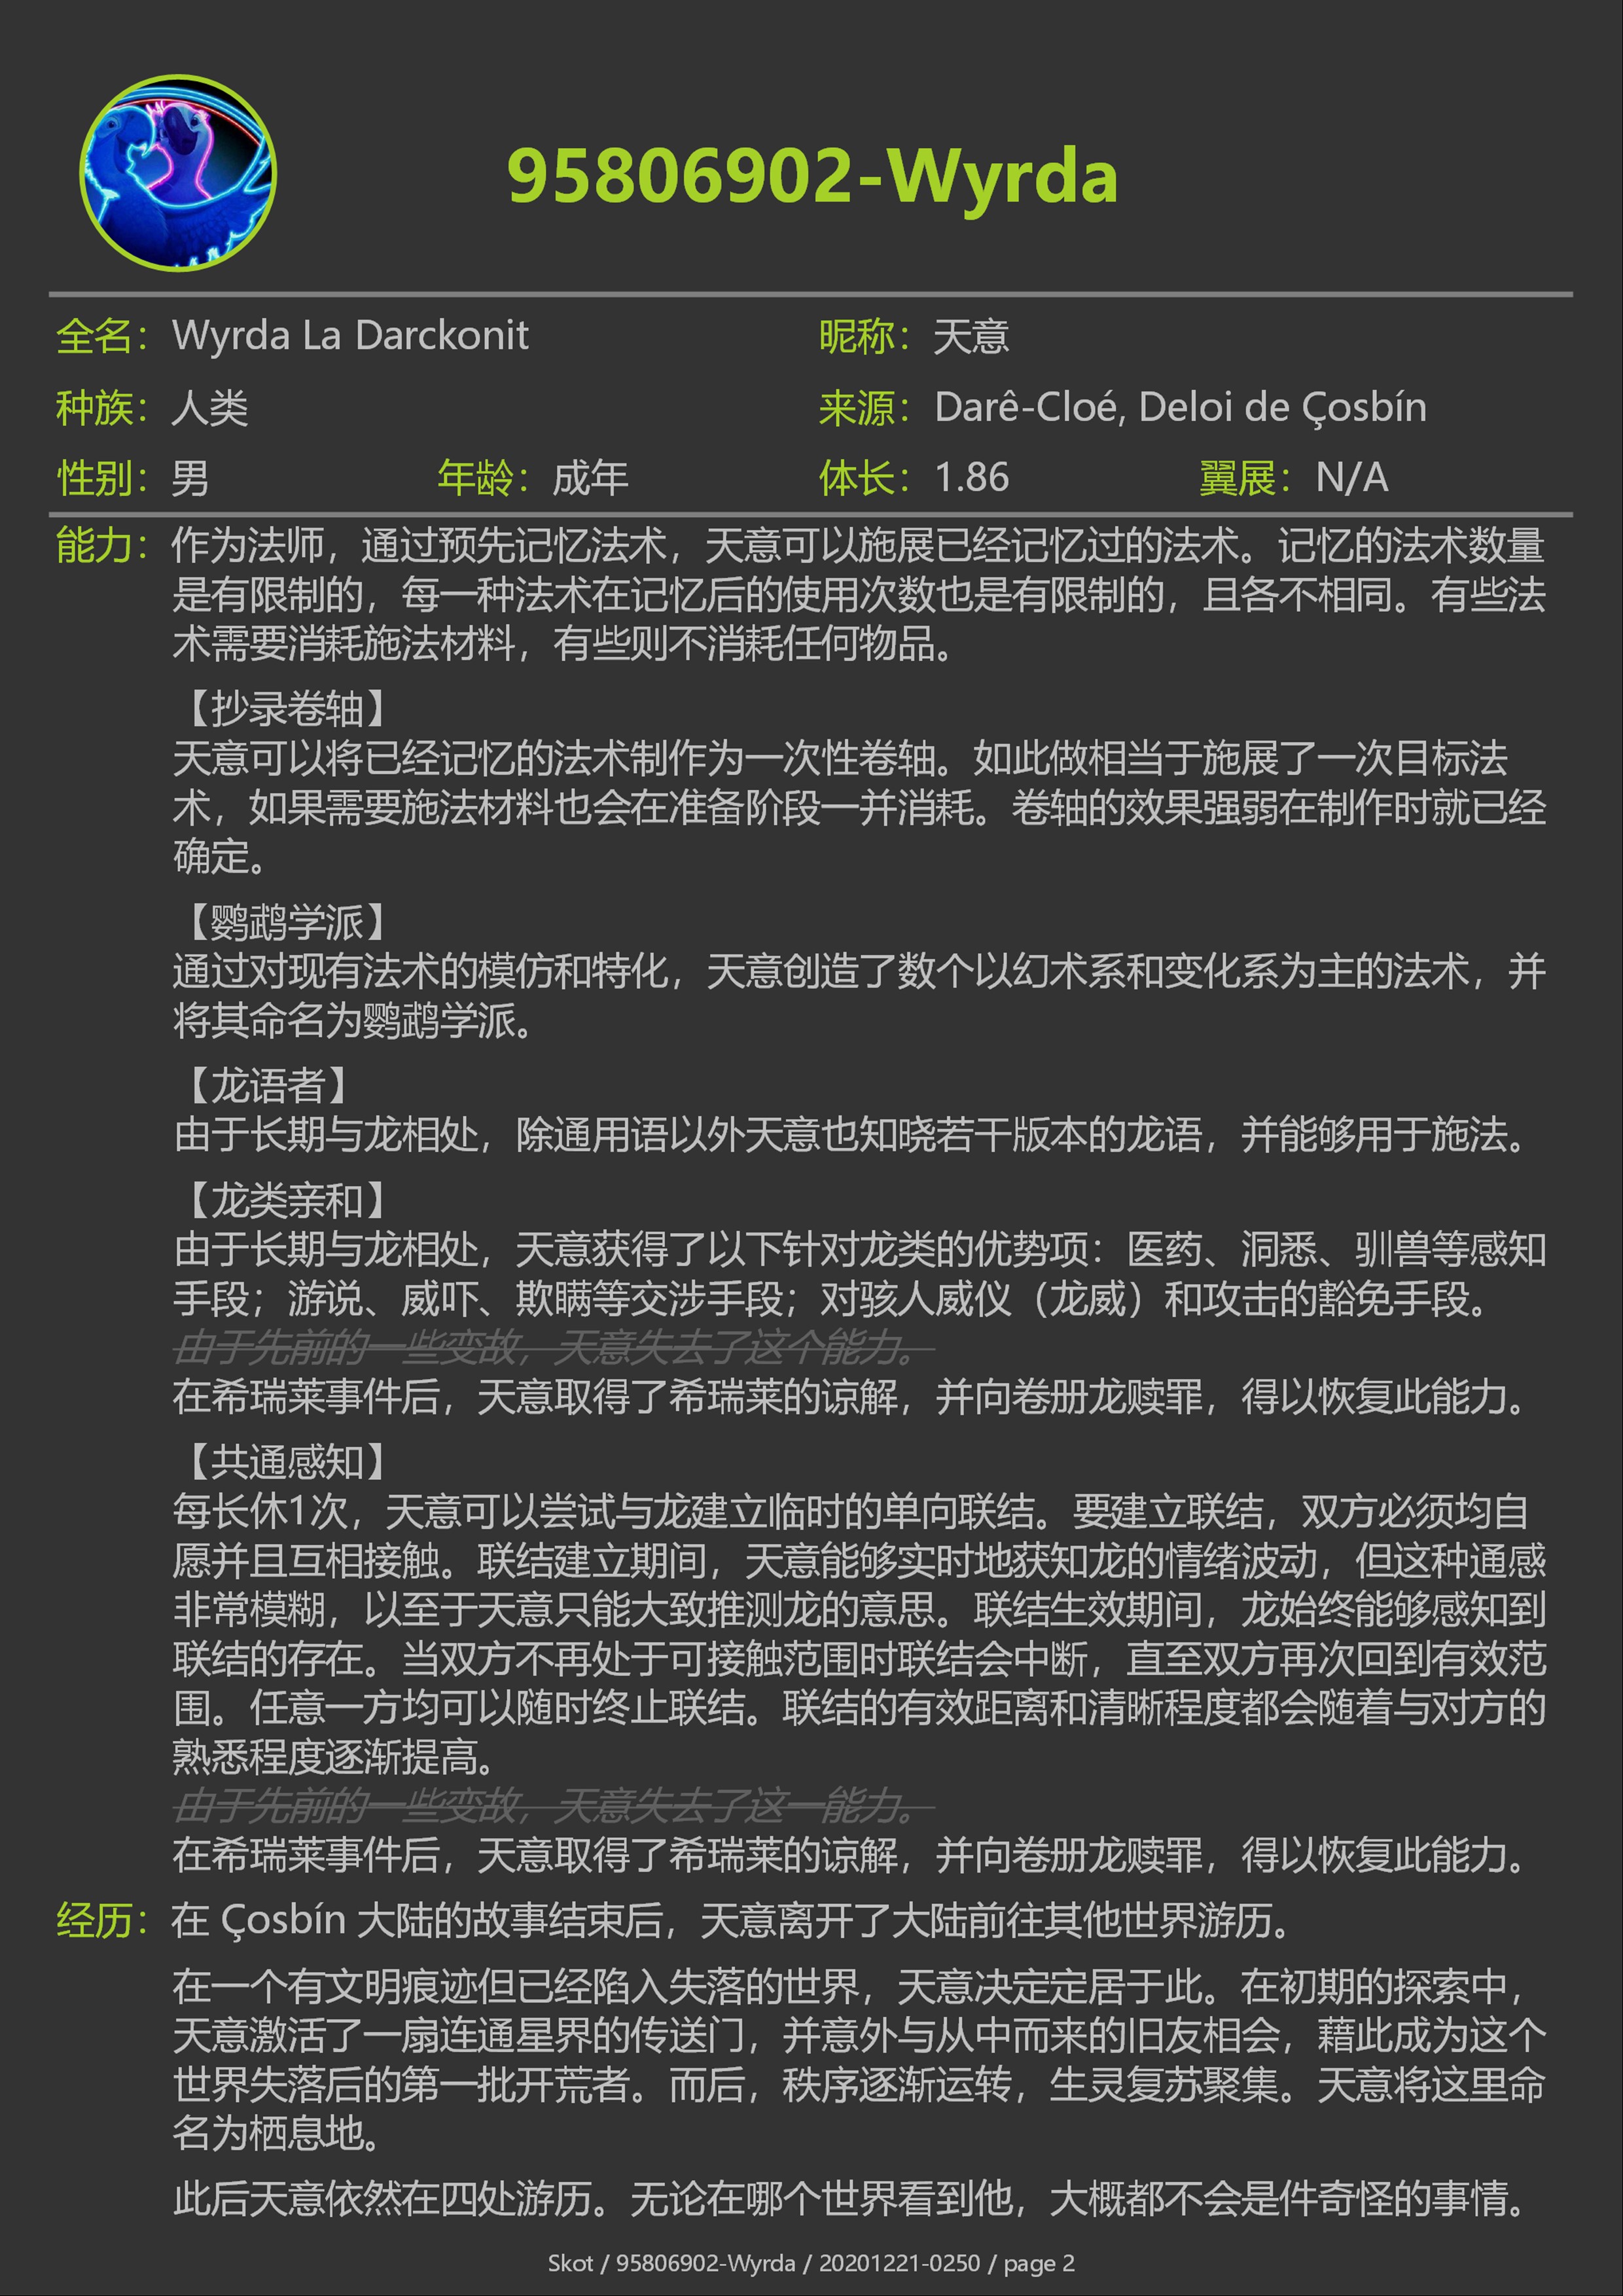 95806902-Wyrda
全名： Wyrda La Darckonit 昵称： 天意
种族： 人类 来源： Darê-Cloé, Deloi de Çosbín
性别： 男 年龄： 成年 体长： 1.86 翼展： N/A
能力： 作为法师，通过预先记忆法术，天意可以施展已经记忆过的法术。记忆的法术数量
是有限制的，每一种法术在记忆后的使用次数也是有限制的，且各不相同。有些法
术需要消耗施法材料，有些则不消耗任何物品。
【抄录卷轴】
天意可以将已经记忆的法术制作为一次性卷轴。如此做相当于施展了一次目标法
术，如果需要施法材料也会在准备阶段一并消耗。卷轴的效果强弱在制作时就已经
确定。
【鹦鹉学派】
通过对现有法术的模仿和特化，天意创造了数个以幻术系和变化系为主的法术，并
将其命名为鹦鹉学派。
【龙语者】
由于长期与龙相处，除通用语以外天意也知晓若干版本的龙语，并能够用于施法。
【龙类亲和】
由于长期与龙相处，天意获得了以下针对龙类的优势项：医药、洞悉、驯兽等感知
手段；游说、威吓、欺瞒等交涉手段；对骇人威仪（龙威）和攻击的豁免手段。
由于先前的一些变故，天意失去了这个能力。
在希瑞莱事件后，天意取得了希瑞莱的谅解，并向卷册龙赎罪，得以恢复此能力。
【共通感知】
每长休1次，天意可以尝试与龙建立临时的单向联结。要建立联结，双方必须均自
愿并且互相接触。联结建立期间，天意能够实时地获知龙的情绪波动，但这种通感
非常模糊，以至于天意只能大致推测龙的意思。联结生效期间，龙始终能够感知到
联结的存在。当双方不再处于可接触范围时联结会中断，直至双方再次回到有效范
围。任意一方均可以随时终止联结。联结的有效距离和清晰程度都会随着与对方的
熟悉程度逐渐提高。
由于先前的一些变故，天意失去了这一能力。
在希瑞莱事件后，天意取得了希瑞莱的谅解，并向卷册龙赎罪，得以恢复此能力。
经历： 在 Çosbín 大陆的故事结束后，天意离开了大陆前往其他世界游历。
在一个有文明痕迹但已经陷入失落的世界，天意决定定居于此。在初期的探索中，
天意激活了一扇连通星界的传送门，并意外与从中而来的旧友相会，藉此成为这个
世界失落后的第一批开荒者。而后，秩序逐渐运转，生灵复苏聚集。天意将这里命
名为栖息地。
此后天意依然在四处游历。无论在哪个世界看到他，大概都不会是件奇怪的事情。
Skot / 95806902-Wyrda / 20201221-0250 / page 2